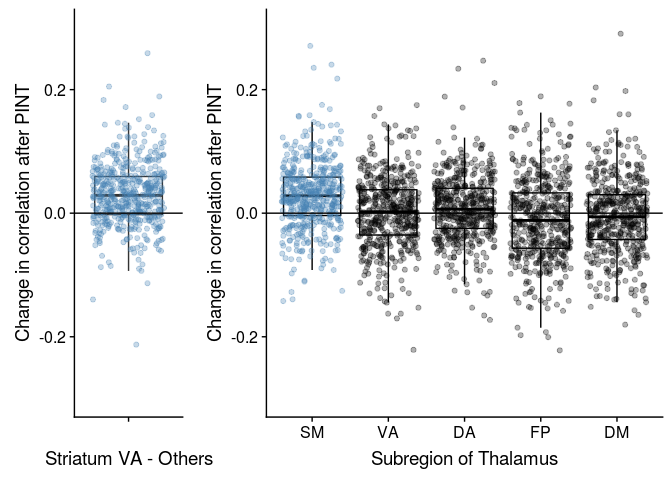 Change in correlation after PINT
0.2
0.0
-0.2
Striatum VA - Others
Change in correlation after PINT
0.2
0.0
-0.2
SM VA DA FP DM
Subregion of Thalamus